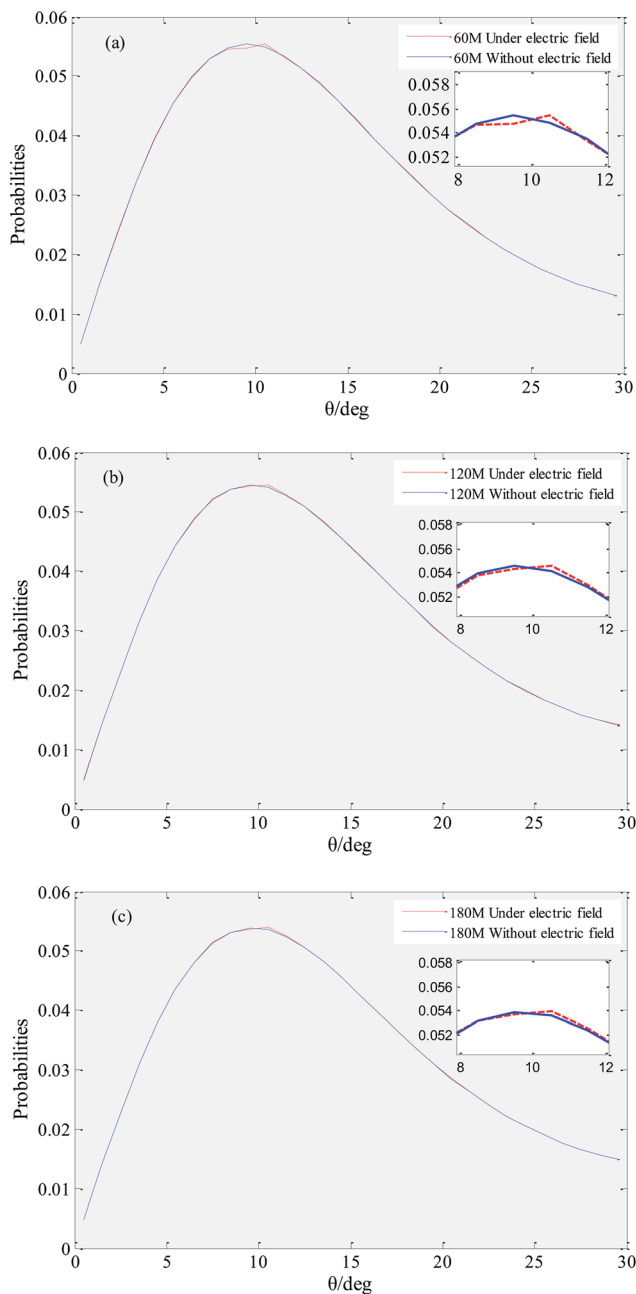 (a)
60M Under electric field
60M Without electric field
0.06
0.05
0.04
0.03
0.02
0.01
0
Probabilities
0.058
0.056
0.054
0.052
8 10 12
0 5 10 15 20 25 30
θ/deg
(b)
120M Under electric field
120M Without electric field
0.06
0.05
0.04
0.03
0.02
0.01
0
Probabilities
0.058
0.056
0.054
0.052
8 10 12
0 5 10 15 20 25 30
θ/deg
(c)
180M Under electric field
180M Without electric field
0.06
0.05
0.04
0.03
0.02
0.01
0
Probabilities
0.058
0.056
0.054
0.052
8 10 12
0 5 10 15 20 25 30
θ/deg